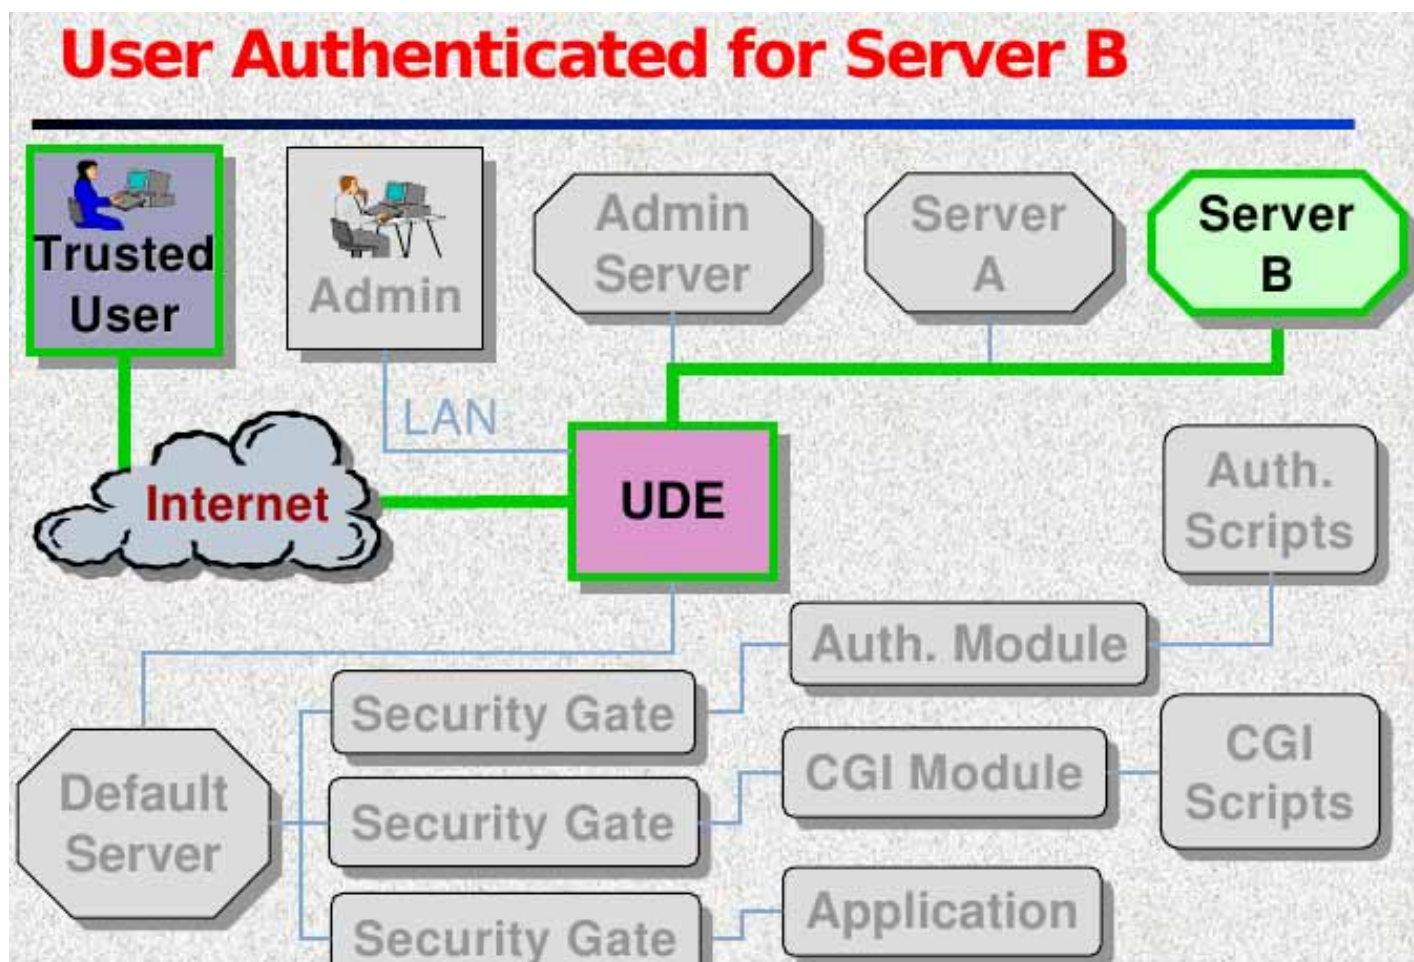 User Authenticated for Server B
Trusted
User
Admin
Admin
Server
Server
A
Server
B
LAN
Internet
UDE
Auth.
Scripts
Auth. Module
Security Gate
CGI Module
CGI
Scripts
Default
Server
Security Gate
Application
Security Gate